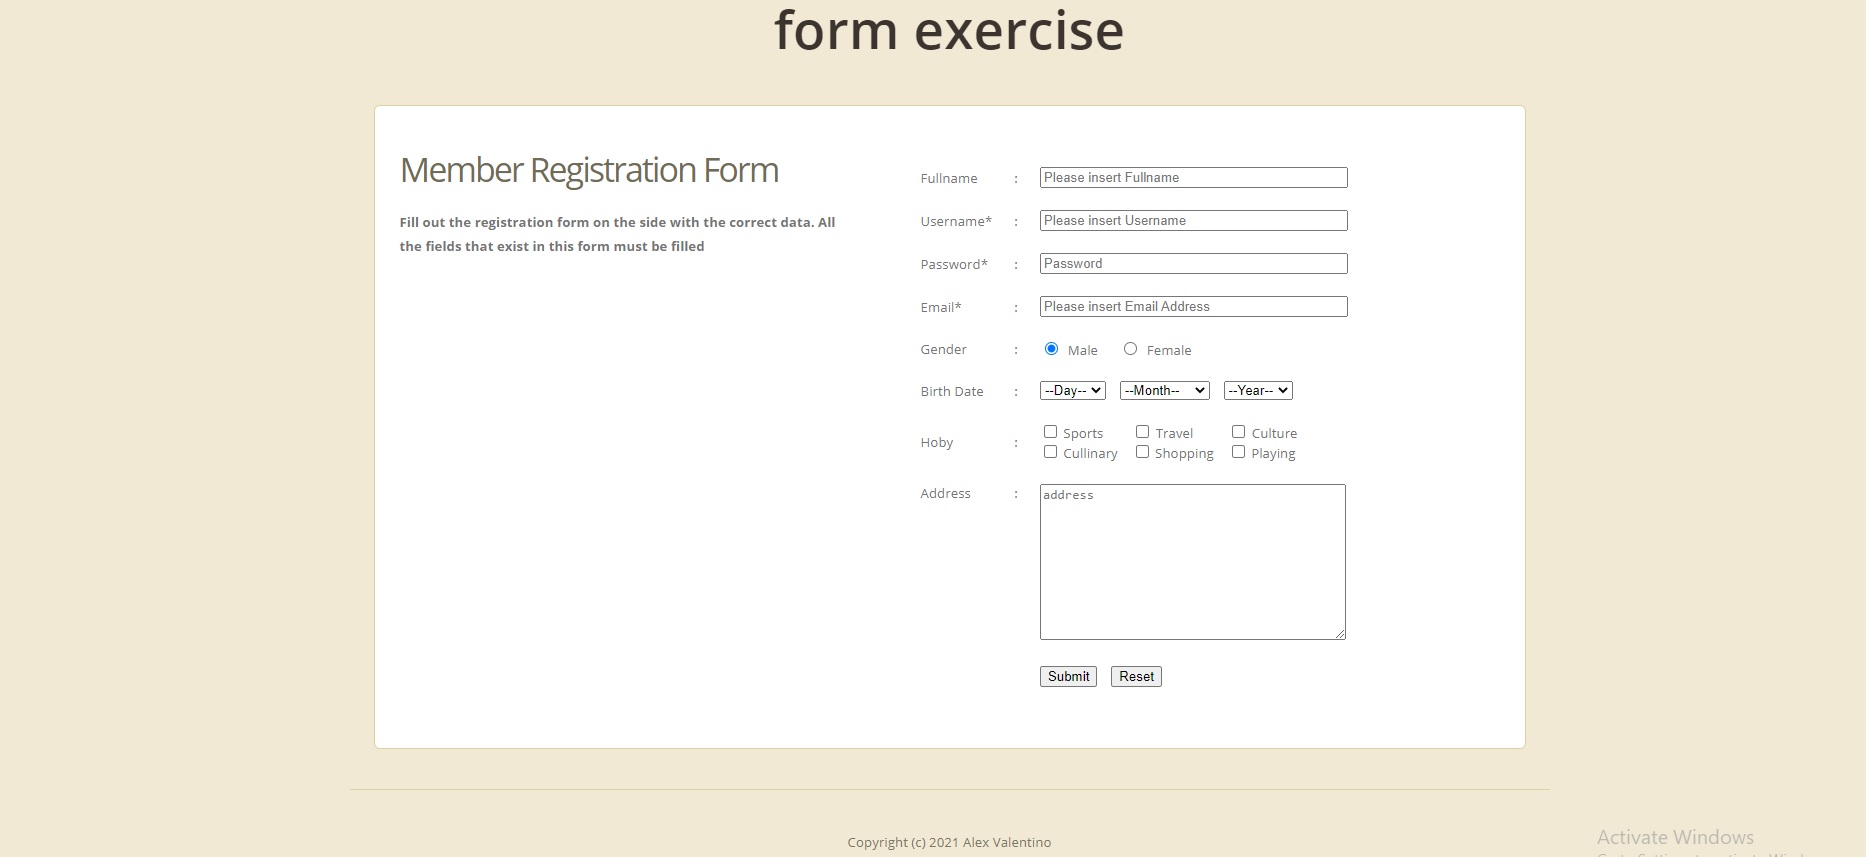 form exercise
Member Registration Form
Fill out the registration form on the side with the correct data. All
the fields that exist in this form must be filled
Fullname : Please insert Fullname
Username* : Please insert Username
Password* : Password
Email* : Please insert Email Address
Gender : Male Female
Birth Date : --Day-- --Month-- --Year--
Hoby :
Sports Travel Culture
Cullinary Shopping Playing
Address : address
Submit Reset
Copyright (c) 2021 Alex Valentino
Activate Windows